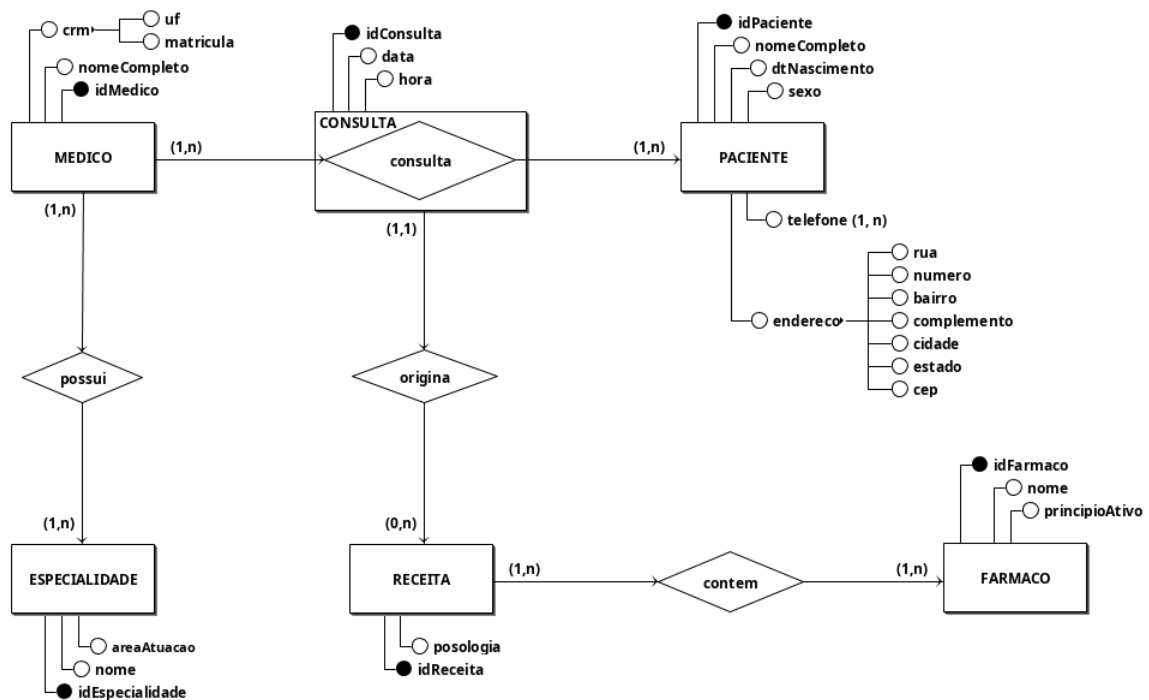 crm
uf
matricula
nomeCompleto
idMedico
MEDICO
(1,n)
(1,n)
idConsulta
data
hora
CONSULTA
consulta
(1,1)
(1,n)
idPaciente
nomeCompleto
dtNascimento
sexo
PACIENTE
telefone (1, n)
endereco
rua
numero
bairro
complemento
cidade
estado
cep
possui
(1,n)
ESPECIALIDADE
areaAtuacao
nome
idEspecialidade
origina
(0,n)
RECEITA
(1,n)
posologia
idReceita
contem
(1,n)
idFarmaco
nome
principioAtivo
FARMACO